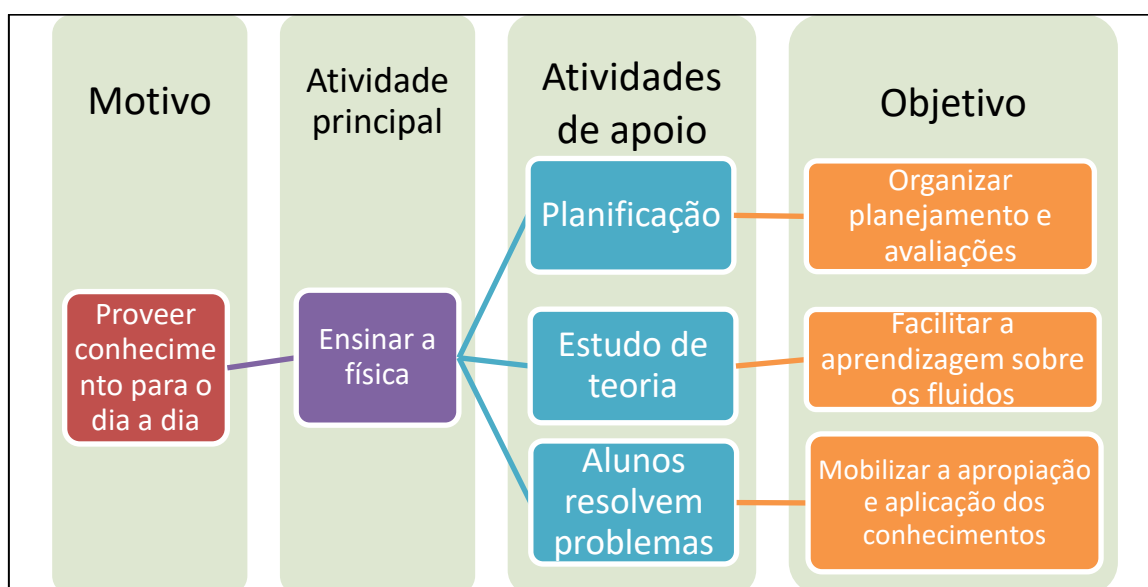 Motivo
Atividade
principal
Atividades
de apoio
Objetivo
Proveer
conhecime
nto para o
dia a dia
Ensinar a
física
Planificação
Organizar
planejamento e
avaliações
Estudo de
teoria
Facilitar a
aprendizagem sobre
os fluidos
Alunos
resolvem
problemas
Mobilizar a apropiação
e aplicação dos
conhecimentos